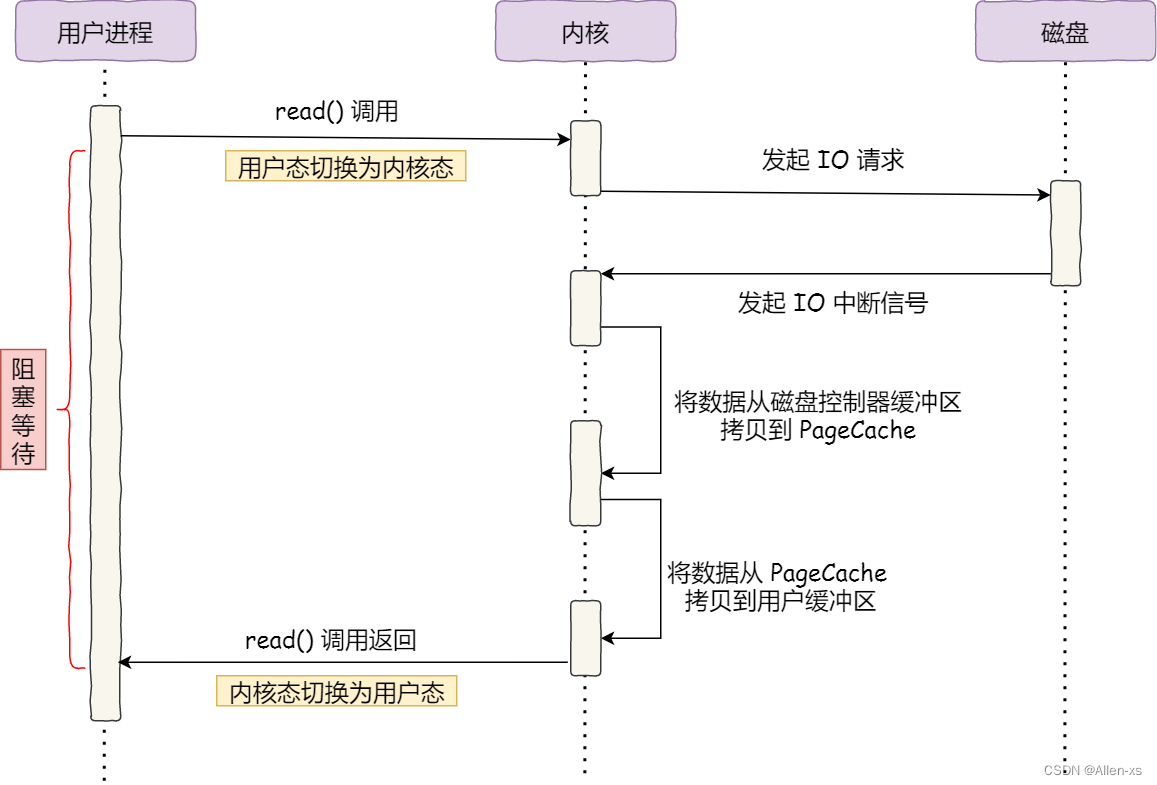 用户进程
内核
磁盘
read() 调用
用户态切换为内核态
发起 IO 请求
发起 IO 中断信号
阻塞等待
将数据从磁盘控制器缓冲区
拷贝到 PageCache
将数据从 PageCache
拷贝到用户缓冲区
read() 调用返回
内核态切换为用户态
CSDN @Allen-xs